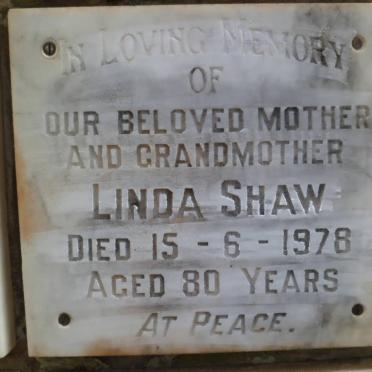 IN LOVING MEMORY
OF
OUR BELOVED MOTHER
AND GRANDMOTHER
LINDA SHAW
DIED 15 - 6 - 1978
AGED 80 YEARS
AT PEACE.